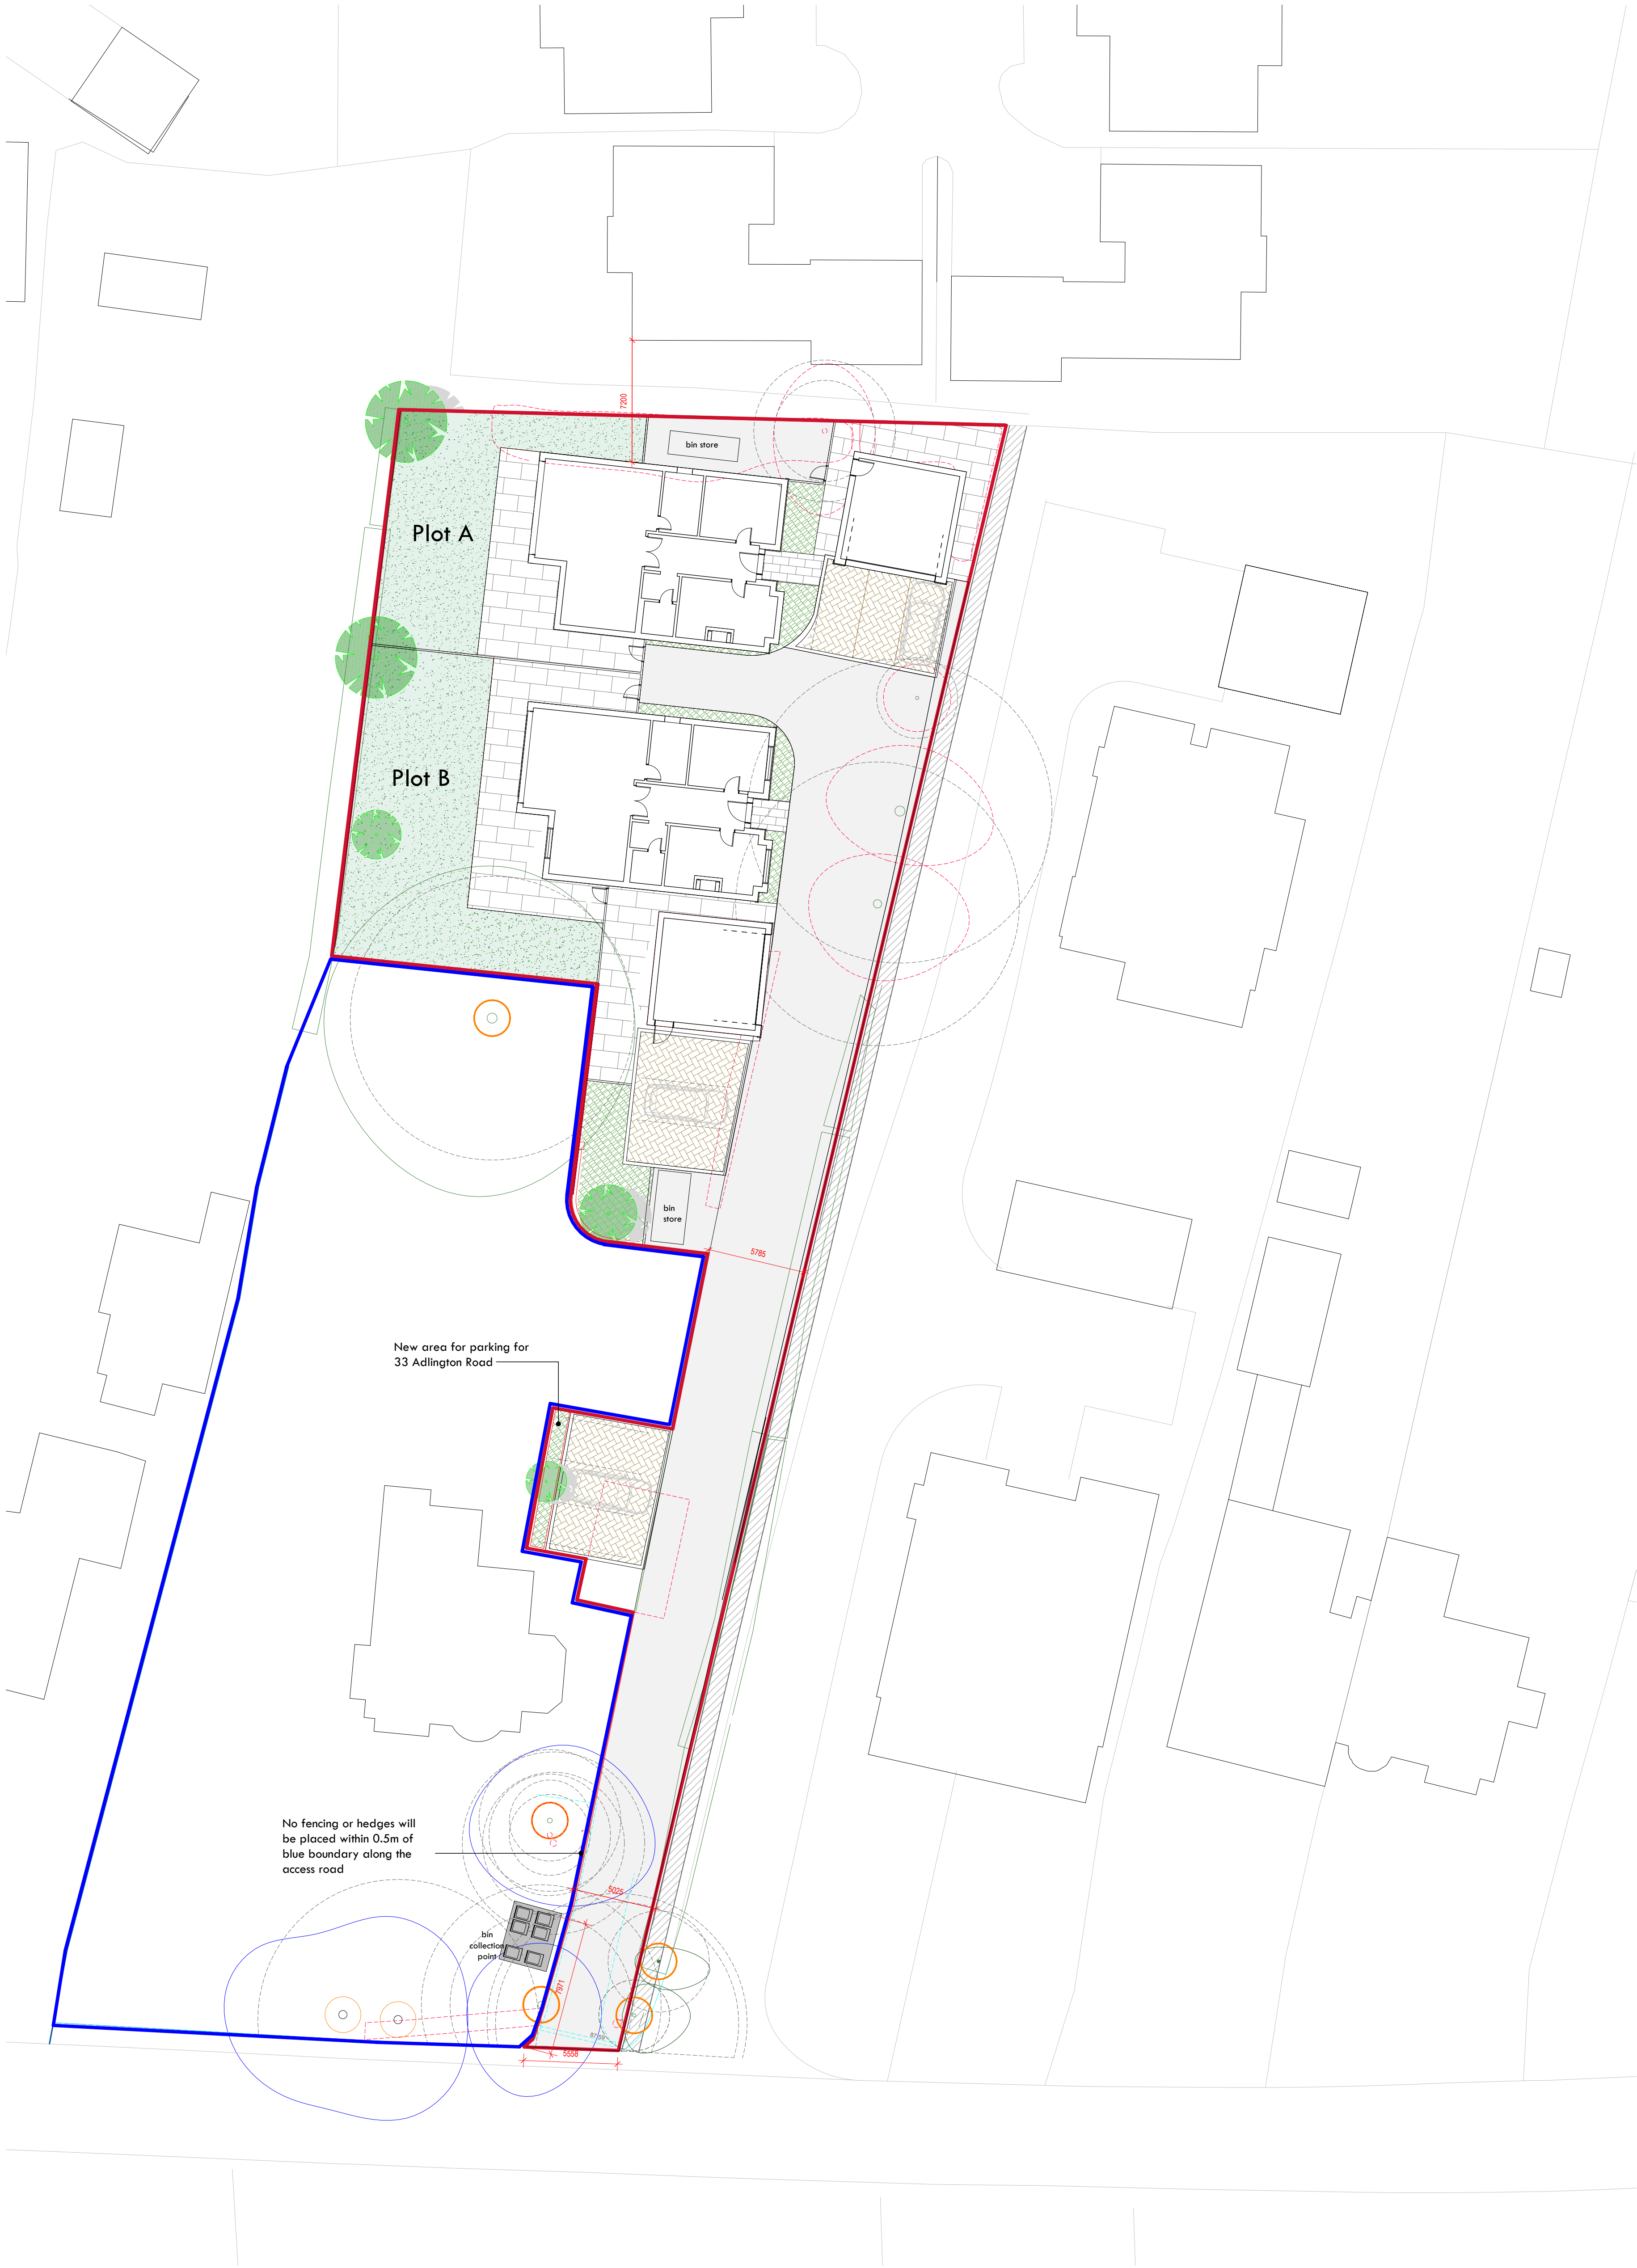 7200
bin store
Plot A
Plot B
bin
store
5785
New area for parking for
33 Adlington Road
No fencing or hedges will
be placed within 0.5m of
blue boundary along the
access road
5025
bin
collection
point
7971
5558